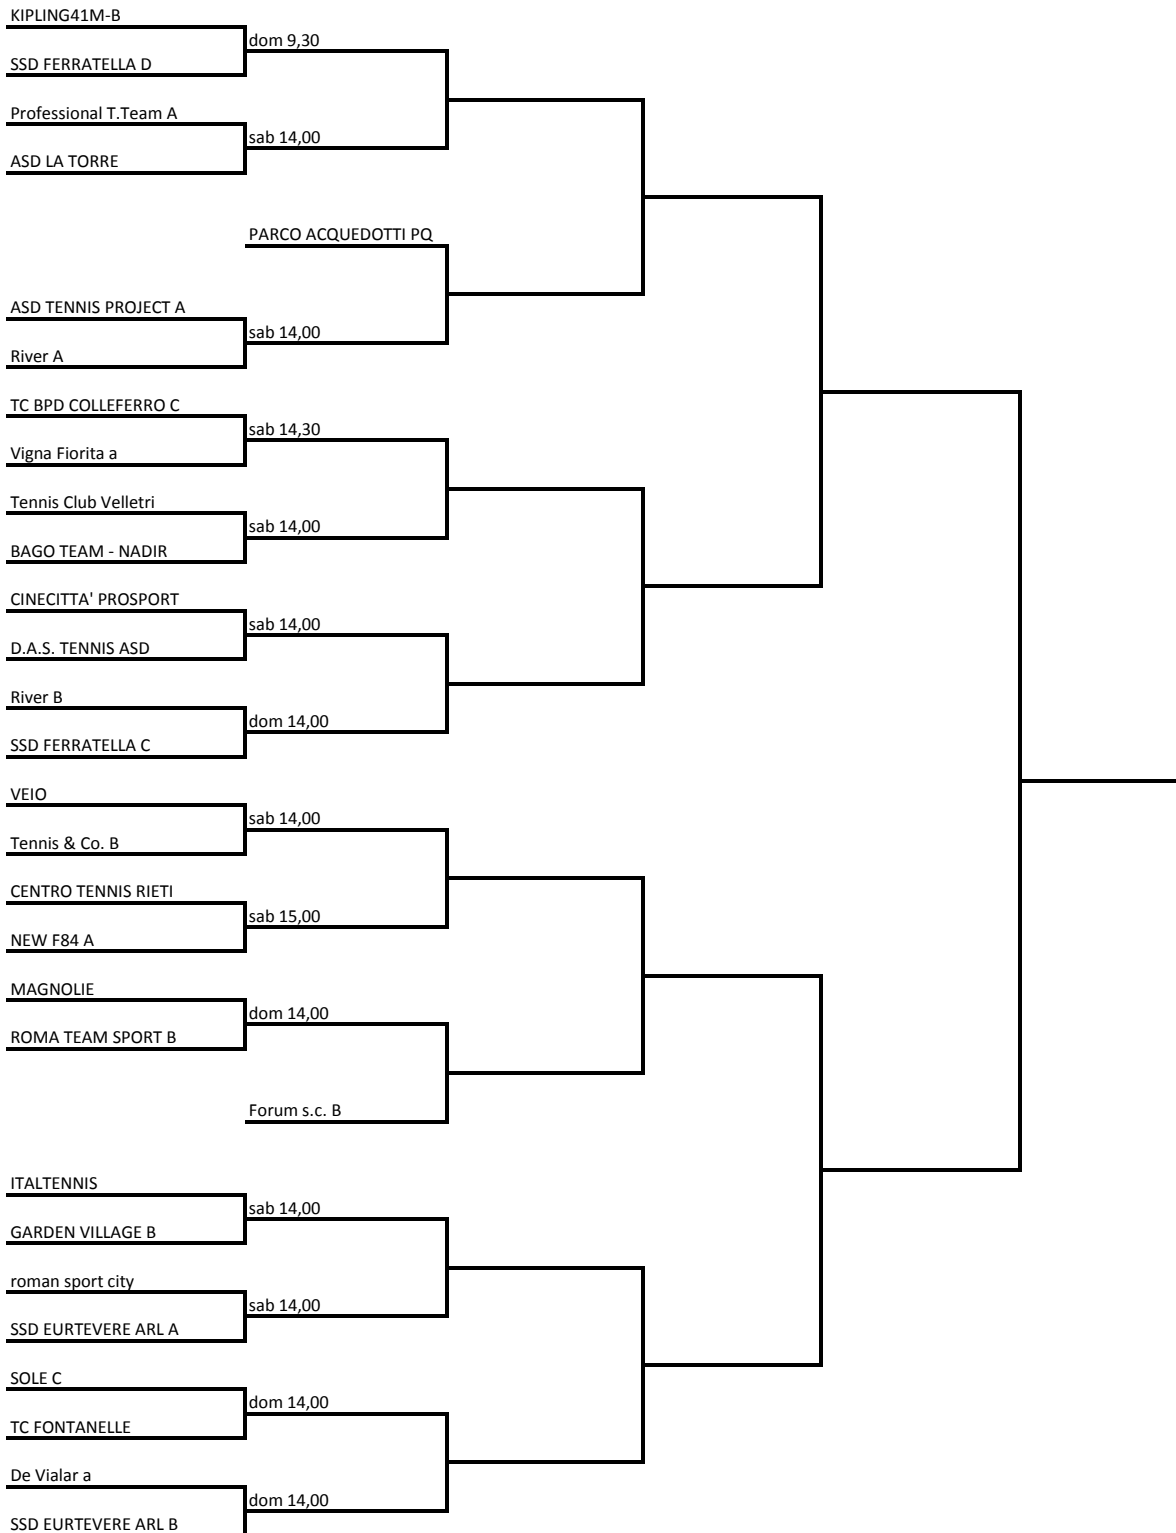 KIPLING41M-B
dom 9,30
SSD FERRATELLA D
Professional T.Team A
sab 14,00
ASD LA TORRE
PARCO ACQUEDOTTI PQ
ASD TENNIS PROJECT A
sab 14,00
River A
TC BPD COLLEFERRO C
sab 14,30
Vigna Fiorita a
Tennis Club Velletri
sab 14,00
BAGO TEAM - NADIR
CINECITTA' PROSPORT
sab 14,00
D.A.S. TENNIS ASD
River B
dom 14,00
SSD FERRATELLA C
VEIO
sab 14,00
Tennis & Co. B
CENTRO TENNIS RIETI
sab 15,00
NEW F84 A
MAGNOLIE
dom 14,00
ROMA TEAM SPORT B
Forum s.c. B
ITALTENNIS
sab 14,00
GARDEN VILLAGE B
roman sport city
sab 14,00
SSD EURTEVERE ARL A
SOLE C
dom 14,00
TC FONTANELLE
De Vialar a
dom 14,00
SSD EURTEVERE ARL B